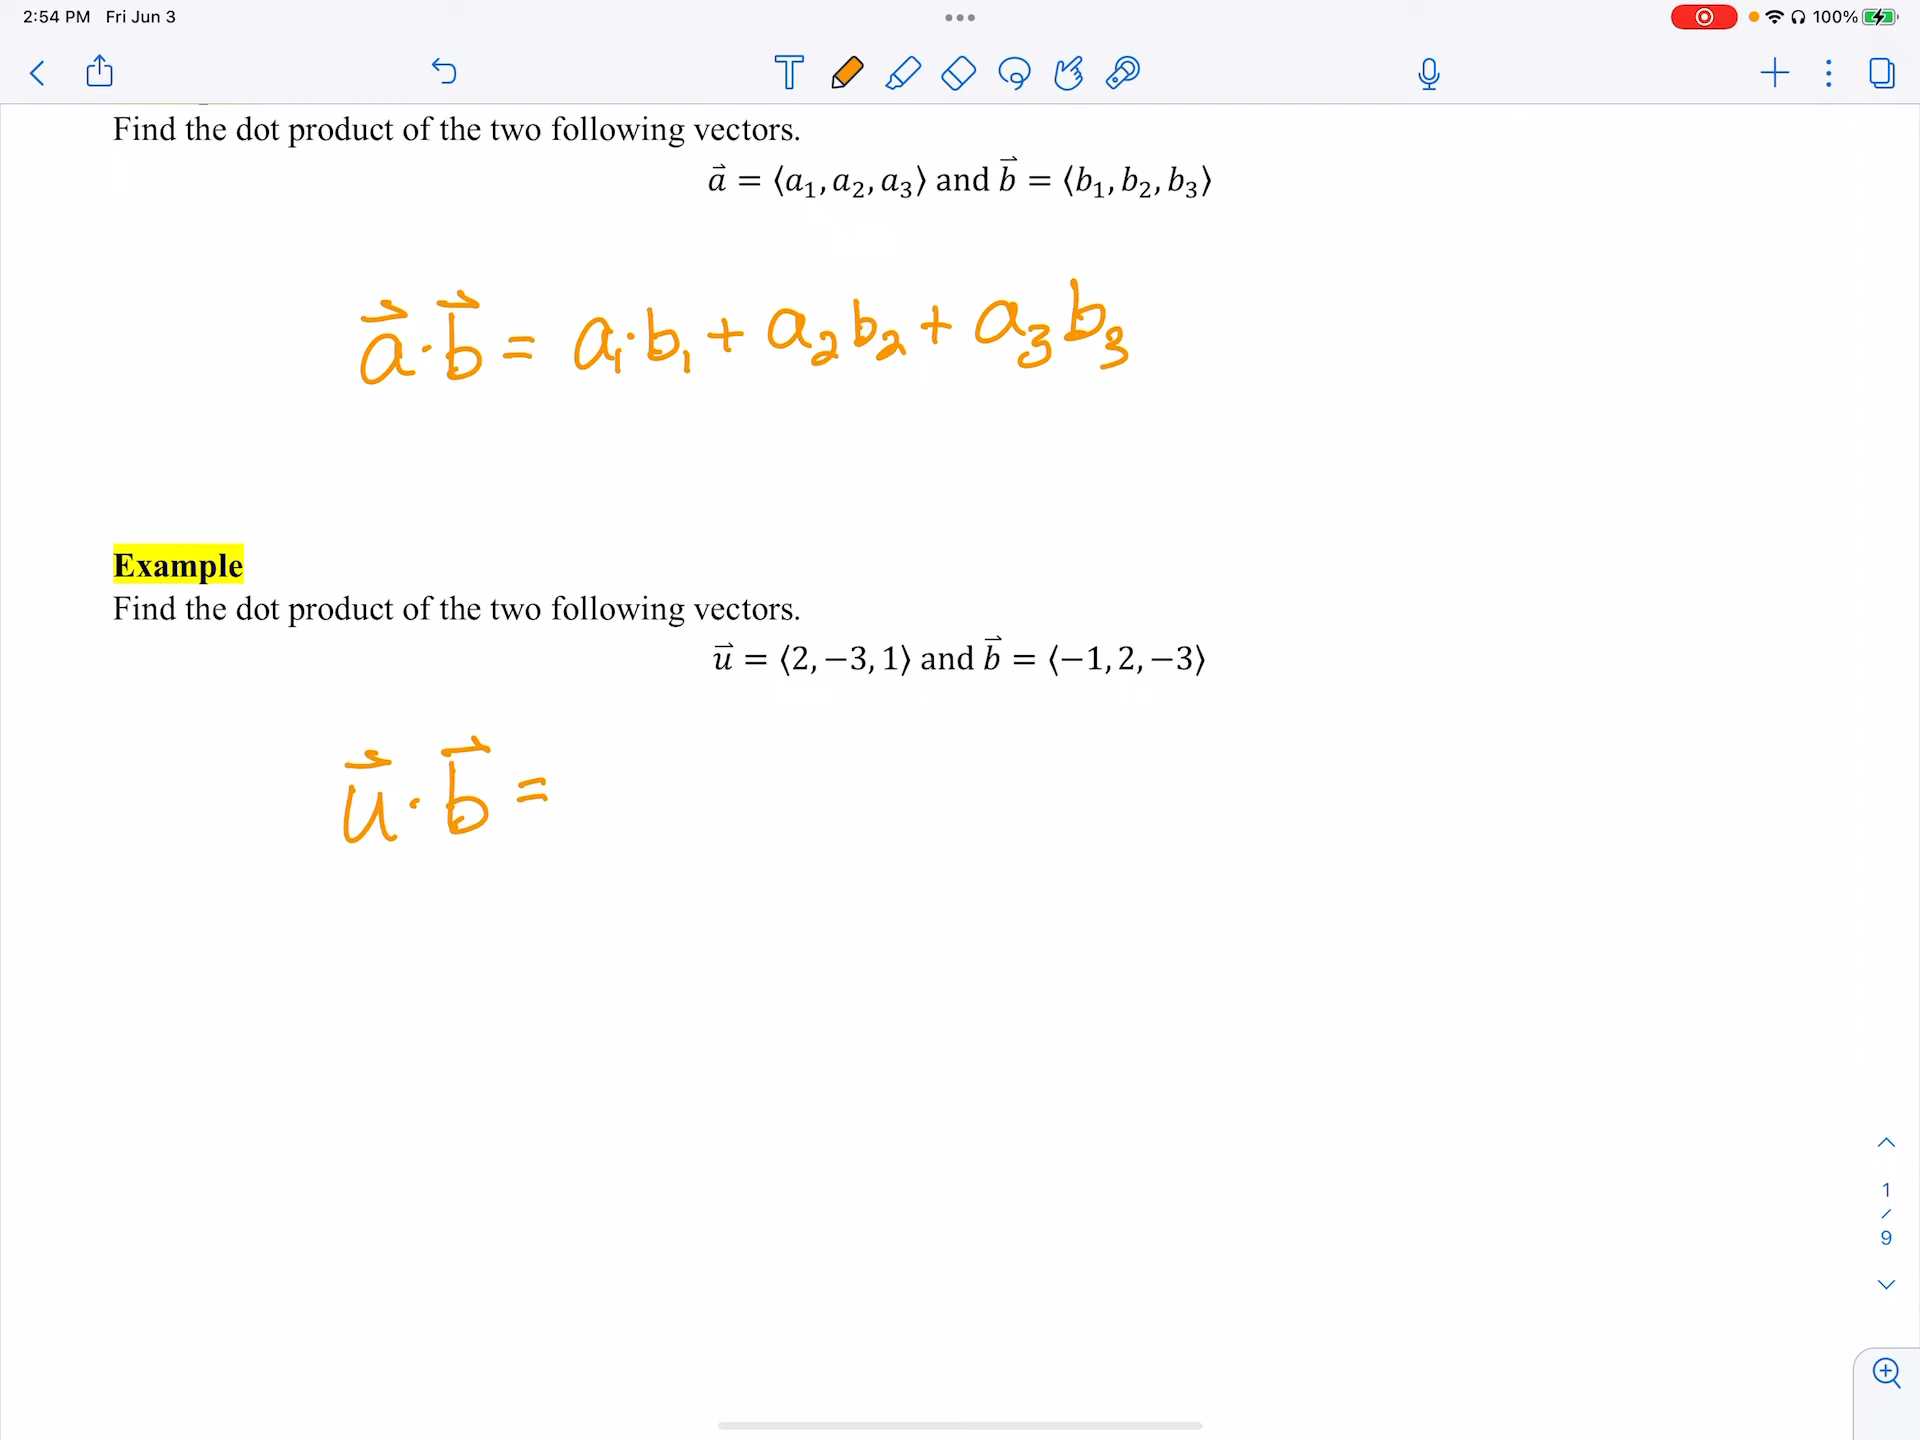 2:54 PM Fri Jun 3
100%
Find the dot product of the two following vectors.
a⃗ = ⟨a₁, a₂, a₃⟩ and b⃗ = ⟨b₁, b₂, b₃⟩
a⃗ · b⃗ = a₁·b₁ + a₂b₂ + a₃b₃
Example
Find the dot product of the two following vectors.
u⃗ = ⟨2, −3, 1⟩ and b⃗ = ⟨−1, 2, −3⟩
u⃗ · b⃗ =
1
/
9